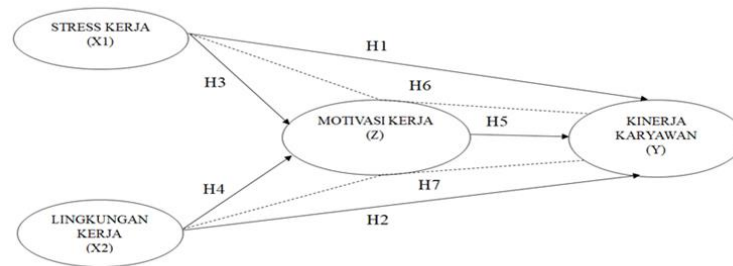 STRESS KERJA
(X1)
H1
H3
H6
MOTIVASI KERJA
(Z)
H5
KINERJA
KARYAWAN
(Y)
H4
H7
H2
LINGKUNGAN
KERJA
(X2)